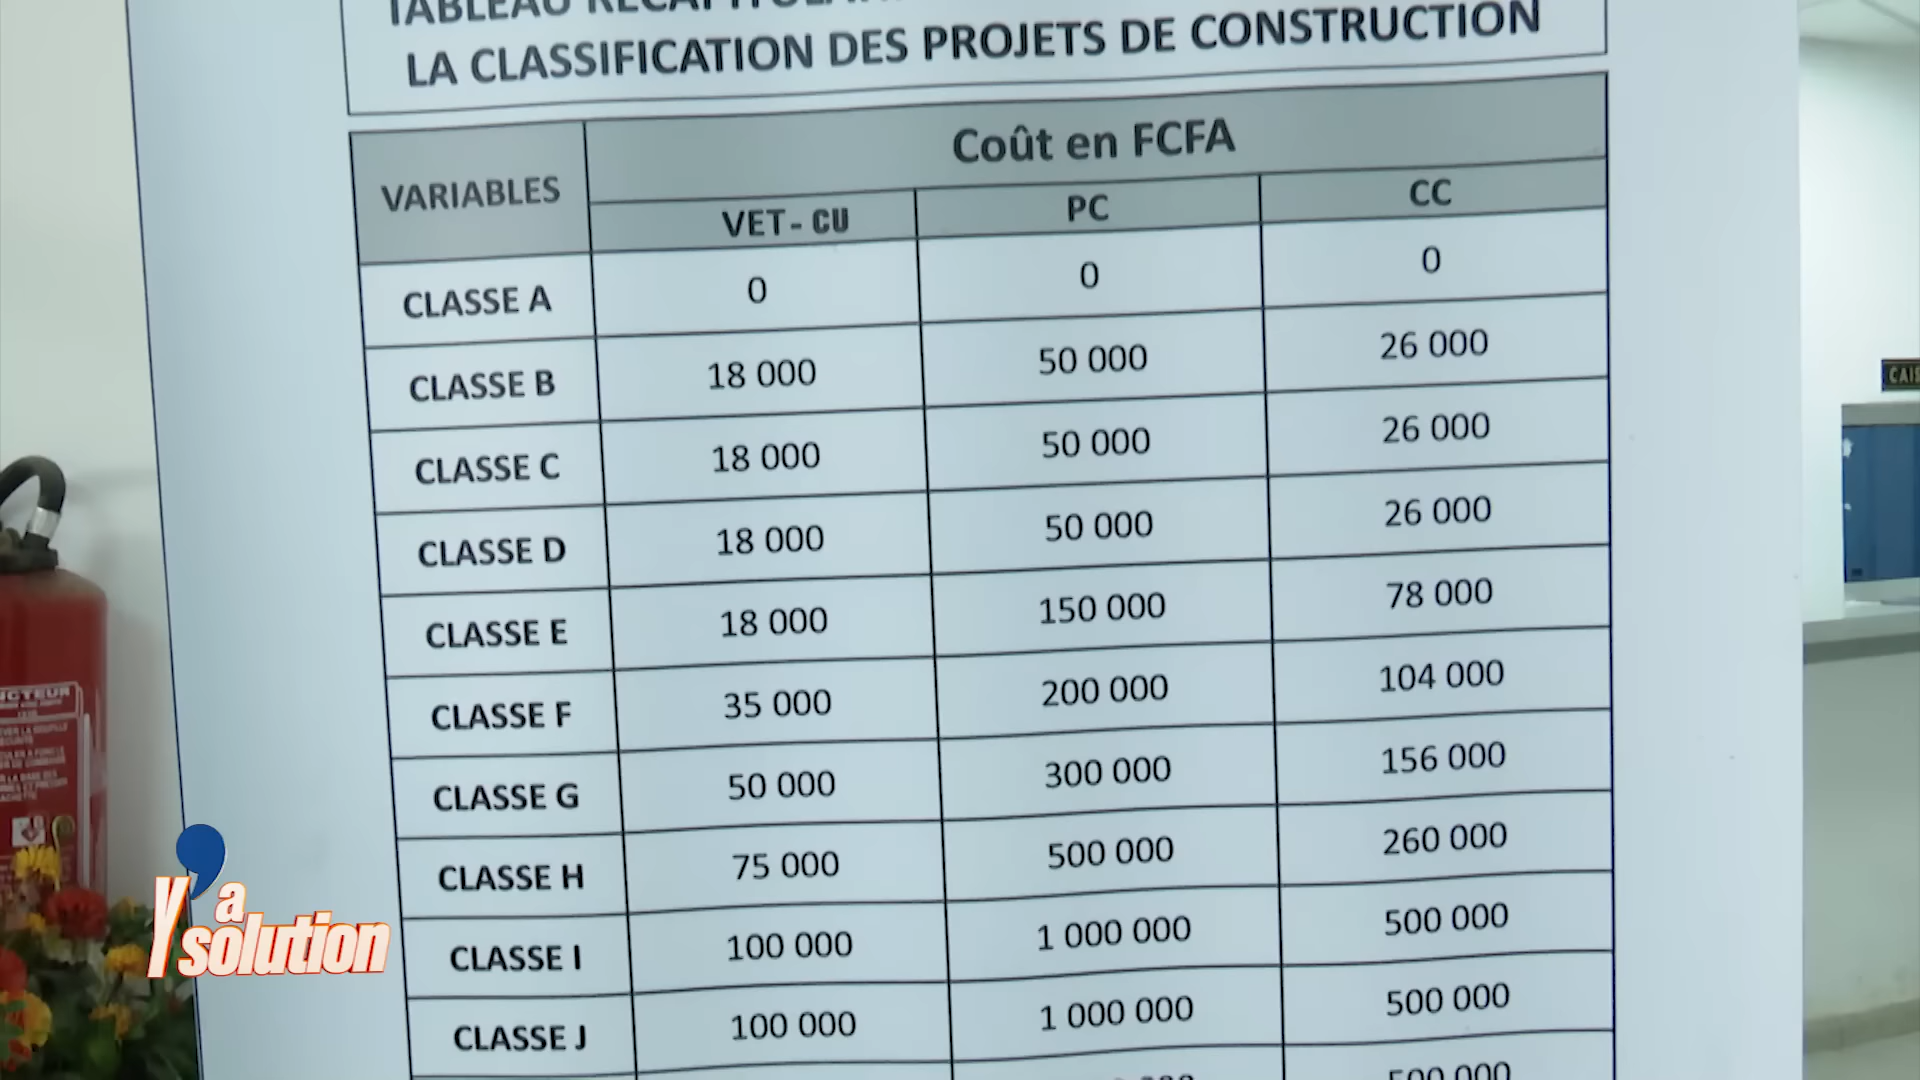 LA CLASSIFICATION DES PROJETS DE CONSTRUCTION
VARIABLES Coût en FCFA
VET- CU PC CC
CLASSE A 0 0 0
CLASSE B 18 000 50 000 26 000
CLASSE C 18 000 50 000 26 000
CLASSE D 18 000 50 000 26 000
CLASSE E 18 000 150 000 78 000
CLASSE F 35 000 200 000 104 000
CLASSE G 50 000 300 000 156 000
CLASSE H 75 000 500 000 260 000
CLASSE I 100 000 1 000 000 500 000
CLASSE J 100 000 1 000 000 500 000
Y'a
solution